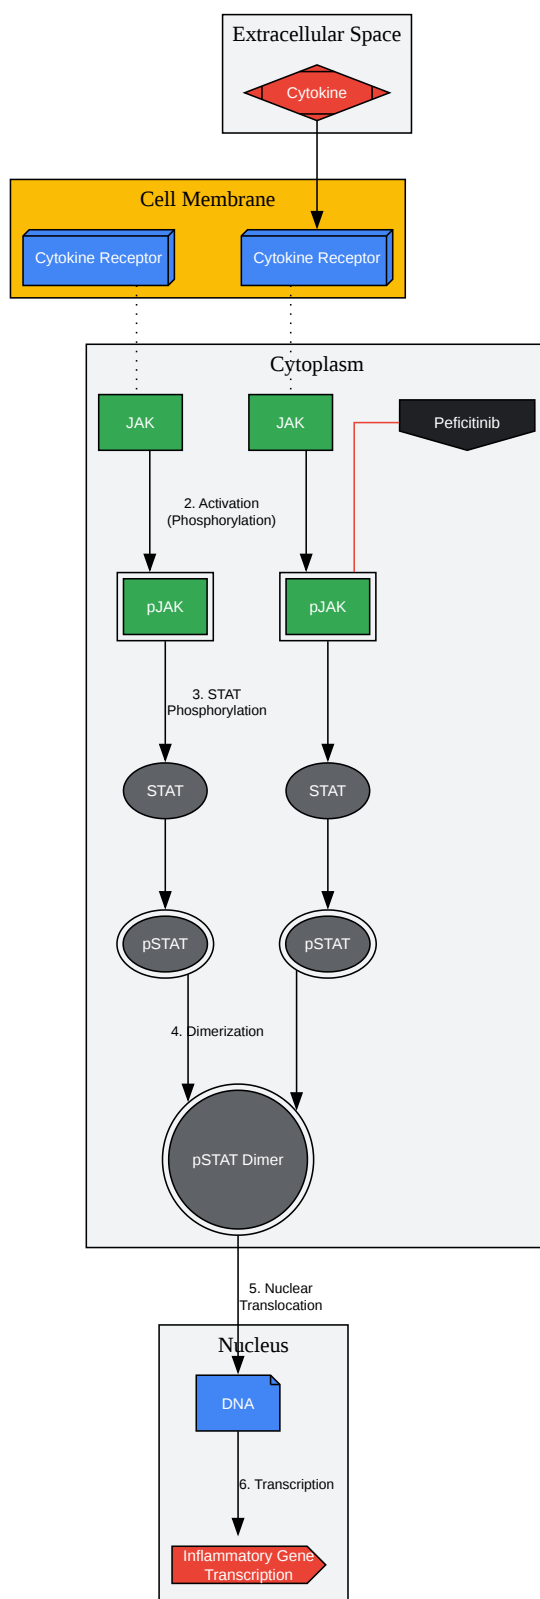 Extracellular Space
Cytokine
Cell Membrane
Cytokine Receptor
Cytokine Receptor
Cytoplasm
JAK
JAK
Peficitinib
2. Activation
(Phosphorylation)
pJAK
pJAK
3. STAT
Phosphorylation
STAT
STAT
pSTAT
pSTAT
4. Dimerization
pSTAT Dimer
5. Nuclear
Translocation
Nucleus
DNA
6. Transcription
Inflammatory Gene
Transcription